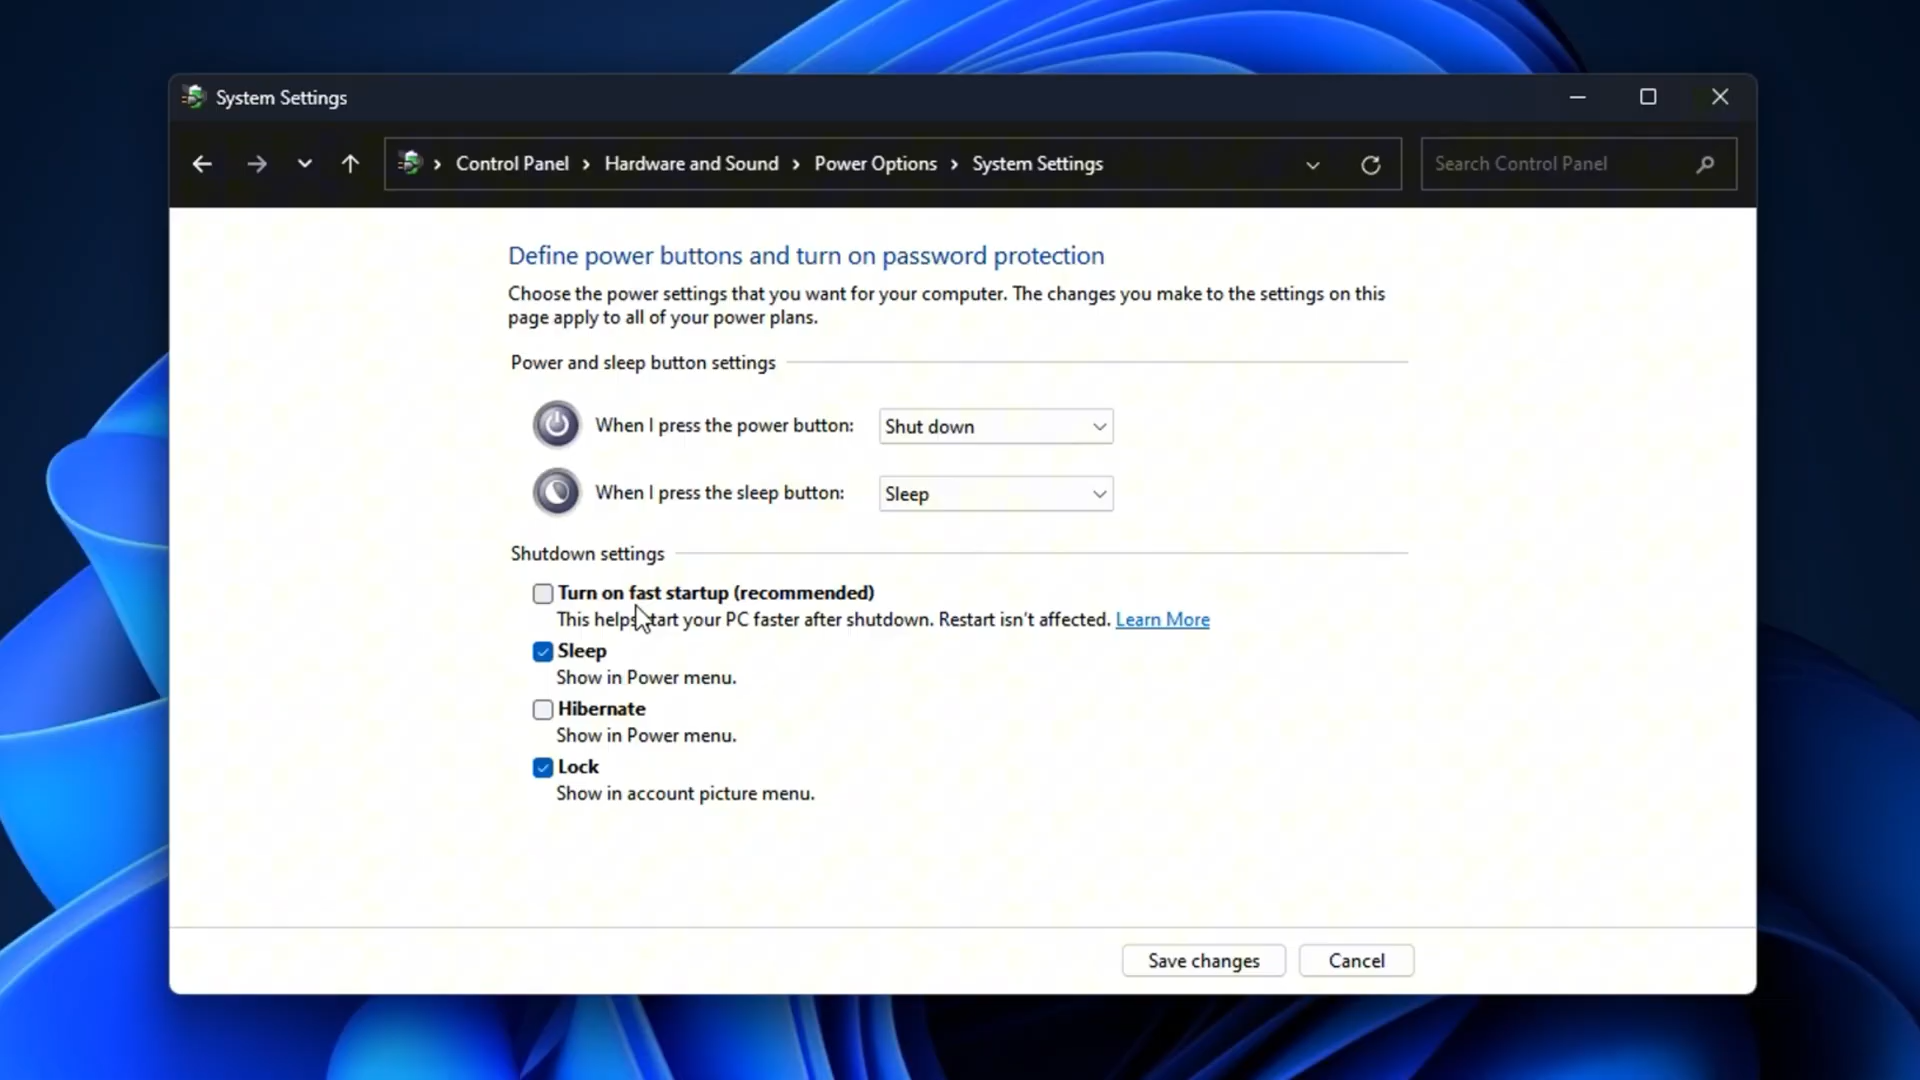 System Settings
Control Panel > Hardware and Sound > Power Options > System Settings
Search Control Panel
Define power buttons and turn on password protection
Choose the power settings that you want for your computer. The changes you make to the settings on this
page apply to all of your power plans.
Power and sleep button settings
When I press the power button: Shut down
When I press the sleep button: Sleep
Shutdown settings
Turn on fast startup (recommended)
This helps start your PC faster after shutdown. Restart isn't affected. Learn More
Sleep
Show in Power menu.
Hibernate
Show in Power menu.
Lock
Show in account picture menu.
Save changes
Cancel